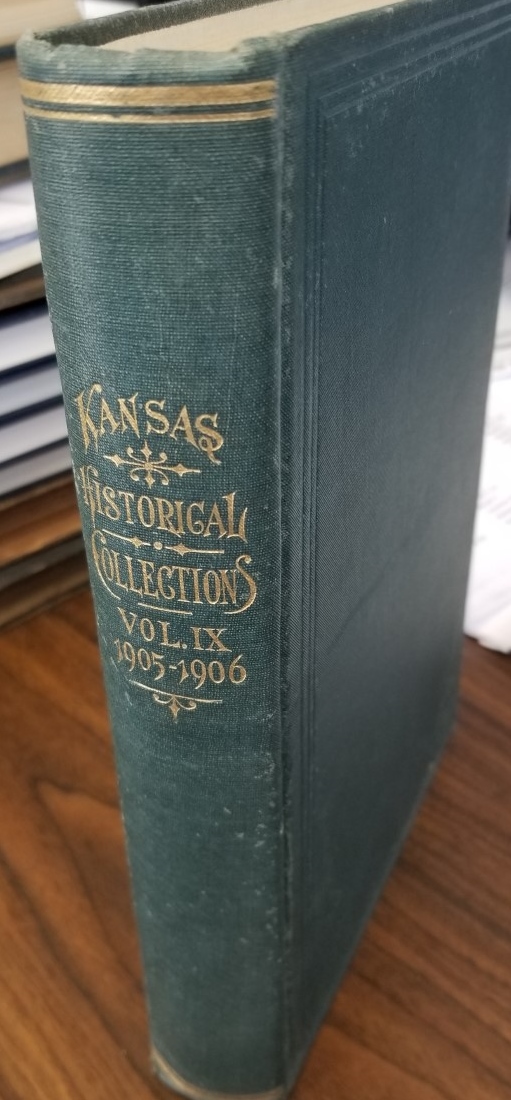 KANSAS
HISTORICAL
COLLECTIONS
VOL. IX
1905-1906